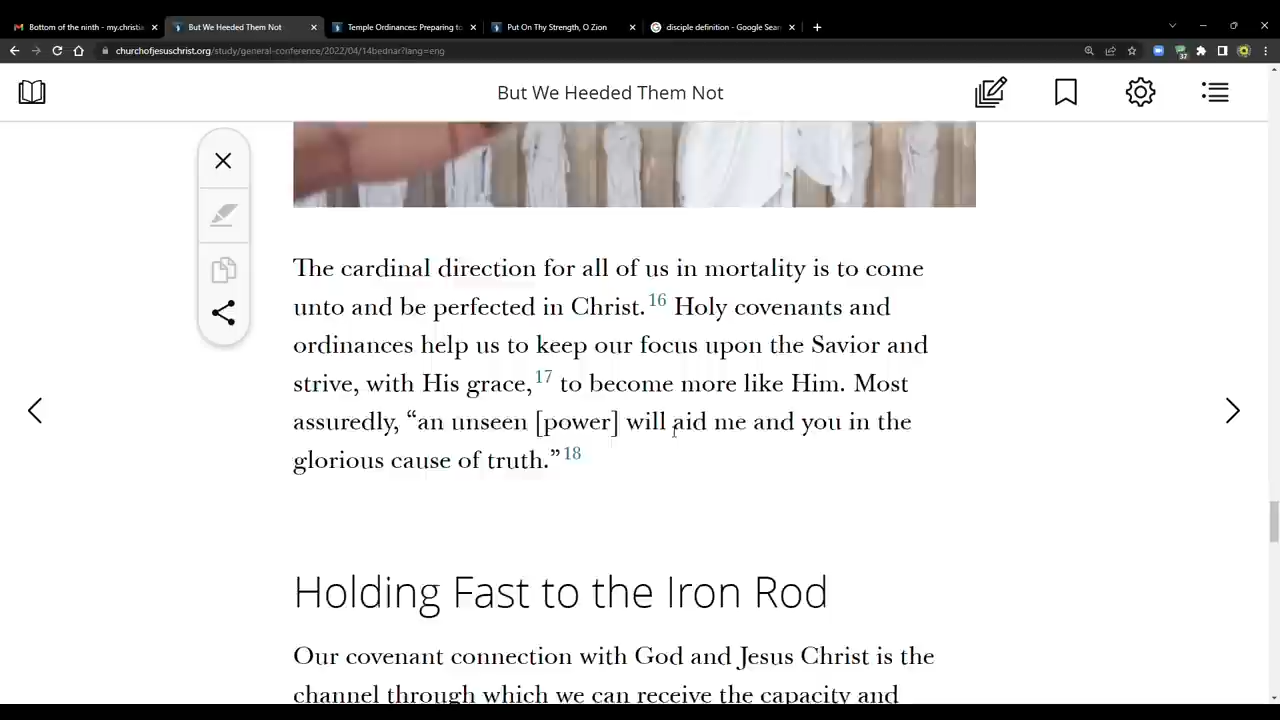 Bottom of the ninth - my.christia
But We Heeded Them Not
Temple Ordinances: Preparing to
Put On Thy Strength, O Zion
disciple definition - Google Sear
churchofjesuschrist.org/study/general-conference/2022/04/14bednar?lang=eng
37
But We Heeded Them Not
The cardinal direction for all of us in mortality is to come
unto and be perfected in Christ.16 Holy covenants and
ordinances help us to keep our focus upon the Savior and
strive, with His grace,17 to become more like Him. Most
assuredly, “an unseen [power] will aid me and you in the
glorious cause of truth.”18
Holding Fast to the Iron Rod
Our covenant connection with God and Jesus Christ is the
channel through which we can receive the capacity and